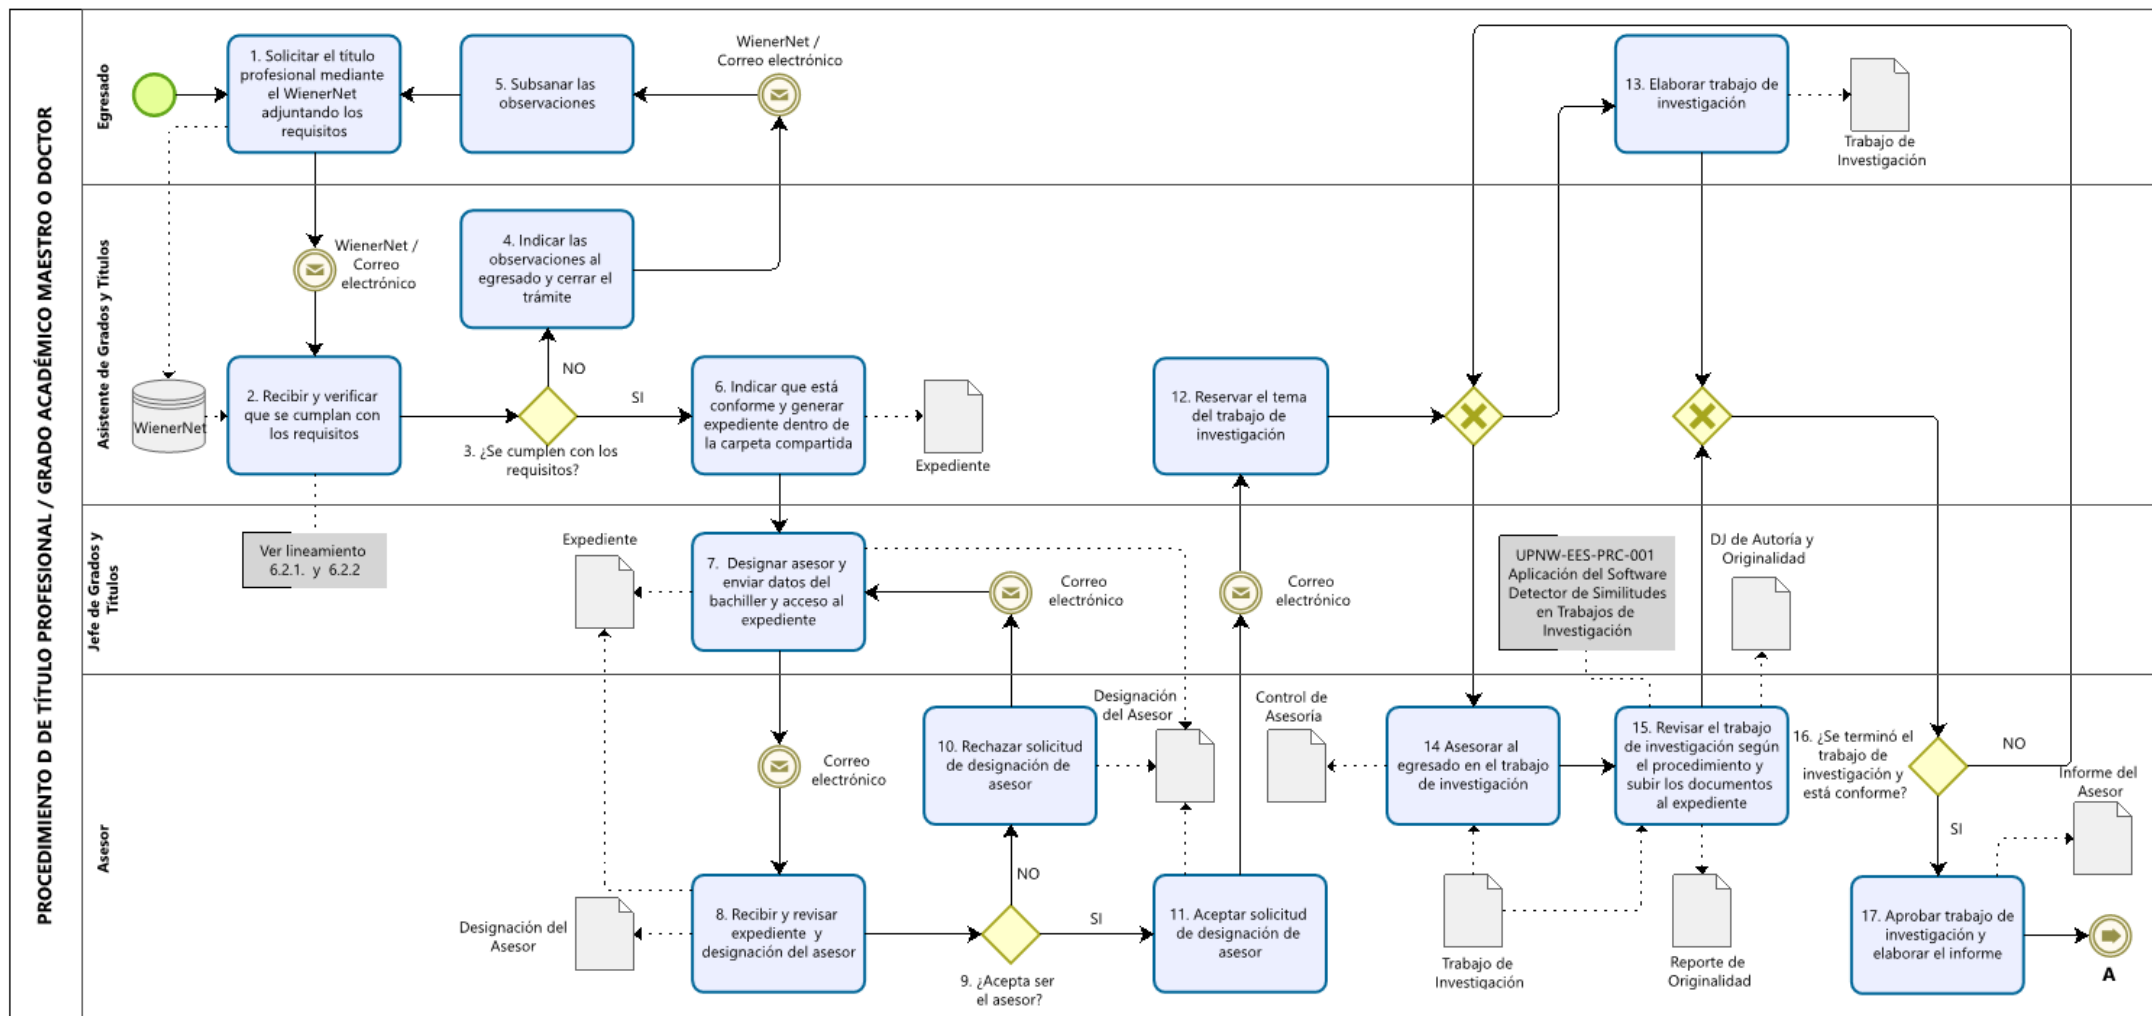 PROCEDIMIENTO D DE TÍTULO PROFESIONAL / GRADO ACADÉMICO MAESTRO O DOCTOR
Egresado
1. Solicitar el título
profesional mediante
el WienerNet
adjuntando los
requisitos
5. Subsanar las
observaciones
WienerNet /
Correo electrónico
13. Elaborar trabajo de
investigación
Trabajo de
Investigación
Asistente de Grados y Títulos
WienerNet /
Correo
electrónico
4. Indicar las
observaciones al
egresado y cerrar el
trámite
NO
SI
WienerNet
2. Recibir y verificar
que se cumplan con
los requisitos
3. ¿Se cumplen con los
requisitos?
6. Indicar que está
conforme y generar
expediente dentro de
la carpeta compartida
Expediente
12. Reservar el tema
del trabajo de
investigación
Jefe de Grados y
Títulos
Ver lineamiento
6.2.1. y 6.2.2
Expediente
7. Designar asesor y
enviar datos del
bachiller y acceso al
expediente
Correo
electrónico
Correo
electrónico
UPNW-EES-PRC-001
Aplicación del Software
Detector de Similitudes
en Trabajos de
Investigación
DJ de Autoría y
Originalidad
Asesor
Correo
electrónico
10. Rechazar solicitud
de designación de
asesor
Designación
del Asesor
Control de
Asesoría
14 Asesorar al
egresado en el trabajo
de investigación
15. Revisar el trabajo
de investigación según
el procedimiento y
subir los documentos
al expediente
16. ¿Se terminó el
trabajo de
investigación y
está conforme?
NO
Informe del
Asesor
SI
Designación del
Asesor
8. Recibir y revisar
expediente y
designación del asesor
NO
SI
9. ¿Acepta ser
el asesor?
11. Aceptar solicitud
de designación de
asesor
Trabajo de
Investigación
Reporte de
Originalidad
17. Aprobar trabajo de
investigación y
elaborar el informe
A